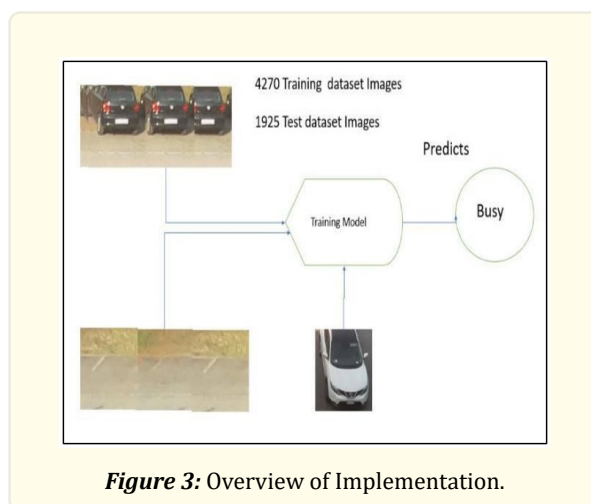 4270 Training dataset Images
1925 Test dataset Images
Predicts
Training Model
Busy
Figure 3: Overview of Implementation.